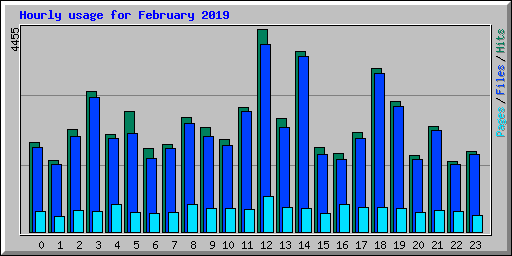 Hourly usage for February 2019
4455
Pages/Files/Hits
0 1 2 3 4 5 6 7 8 9 10 11 12 13 14 15 16 17 18 19 20 21 22 23